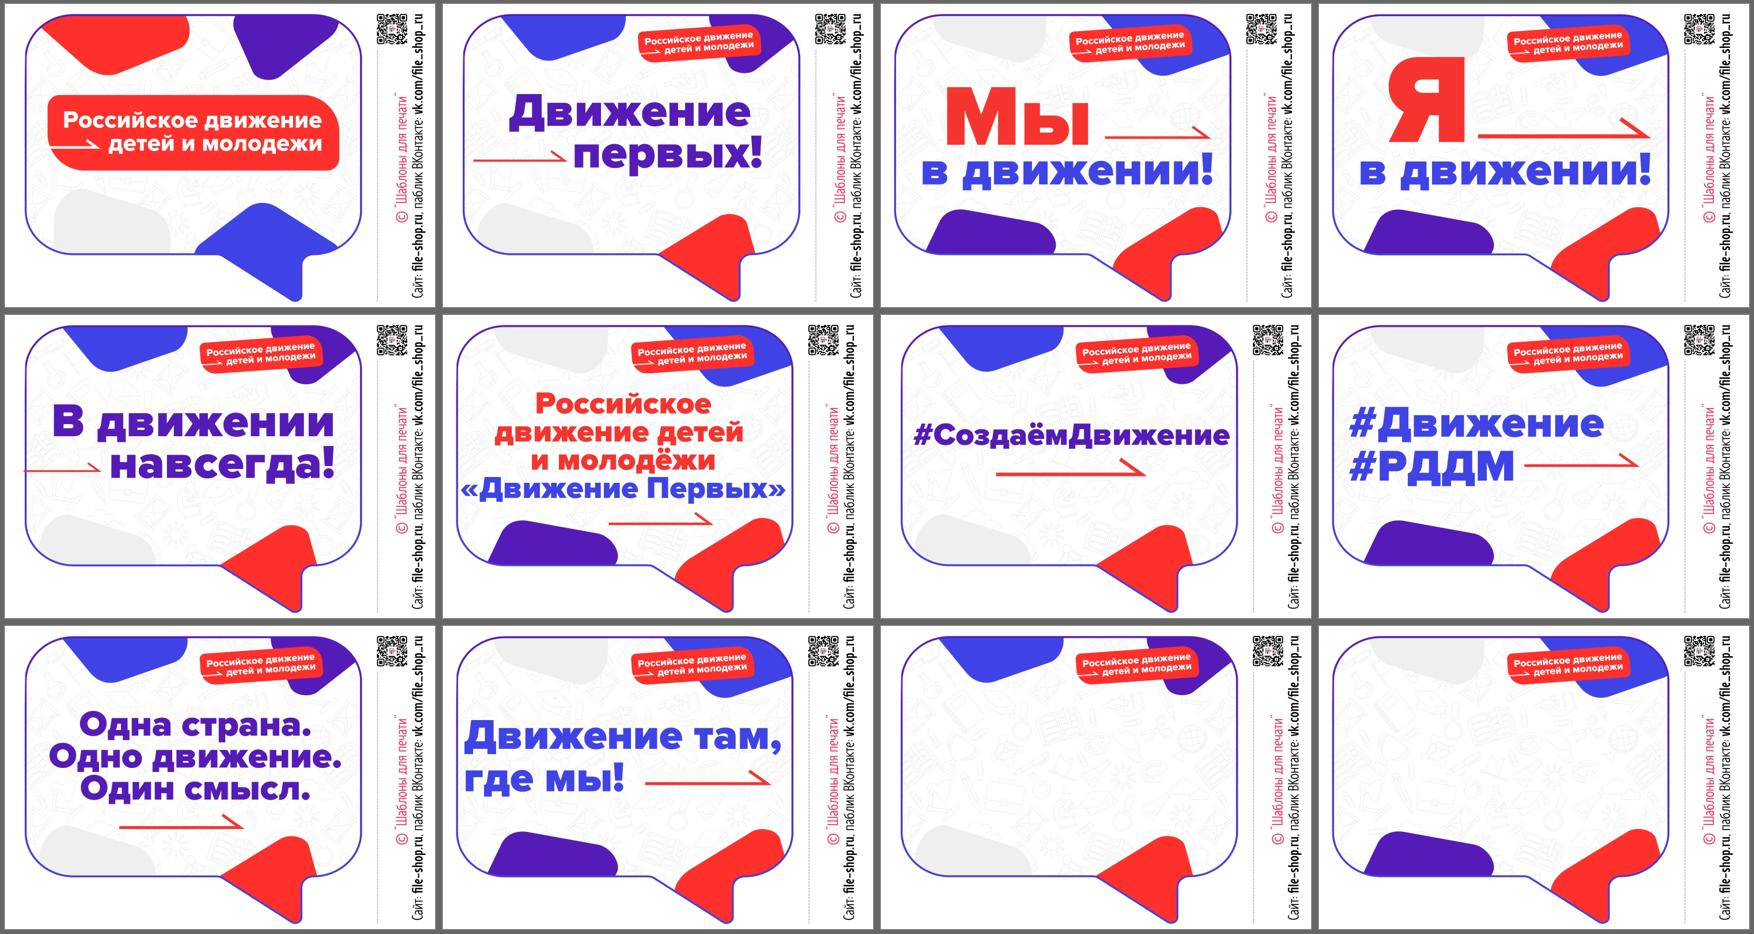 Российское движение
детей и молодежи
© "Шаблоны для печати"
Сайт: file-shop.ru, паблик ВКонтакте: vk.com/file_shop_ru
Российское движение
детей и молодежи
Движение
первых!
© "Шаблоны для печати"
Сайт: file-shop.ru, паблик ВКонтакте: vk.com/file_shop_ru
Российское движение
детей и молодежи
Мы
в движении!
© "Шаблоны для печати"
Сайт: file-shop.ru, паблик ВКонтакте: vk.com/file_shop_ru
Российское движение
детей и молодежи
Я
в движении!
© "Шаблоны для печати"
Сайт: file-shop.ru, паблик ВКонтакте: vk.com/file_shop_ru
Российское движение
детей и молодежи
В движении
навсегда!
© "Шаблоны для печати"
Сайт: file-shop.ru, паблик ВКонтакте: vk.com/file_shop_ru
Российское движение
детей и молодежи
Российское
движение детей
и молодёжи
«Движение Первых»
© "Шаблоны для печати"
Сайт: file-shop.ru, паблик ВКонтакте: vk.com/file_shop_ru
Российское движение
детей и молодежи
#СоздаёмДвижение
© "Шаблоны для печати"
Сайт: file-shop.ru, паблик ВКонтакте: vk.com/file_shop_ru
Российское движение
детей и молодежи
#Движение
#РДДМ
© "Шаблоны для печати"
Сайт: file-shop.ru, паблик ВКонтакте: vk.com/file_shop_ru
Российское движение
детей и молодежи
Одна страна.
Одно движение.
Один смысл.
© "Шаблоны для печати"
Сайт: file-shop.ru, паблик ВКонтакте: vk.com/file_shop_ru
Российское движение
детей и молодежи
Движение там,
где мы!
© "Шаблоны для печати"
Сайт: file-shop.ru, паблик ВКонтакте: vk.com/file_shop_ru
Российское движение
детей и молодежи
© "Шаблоны для печати"
Сайт: file-shop.ru, паблик ВКонтакте: vk.com/file_shop_ru
Российское движение
детей и молодежи
© "Шаблоны для печати"
Сайт: file-shop.ru, паблик ВКонтакте: vk.com/file_shop_ru